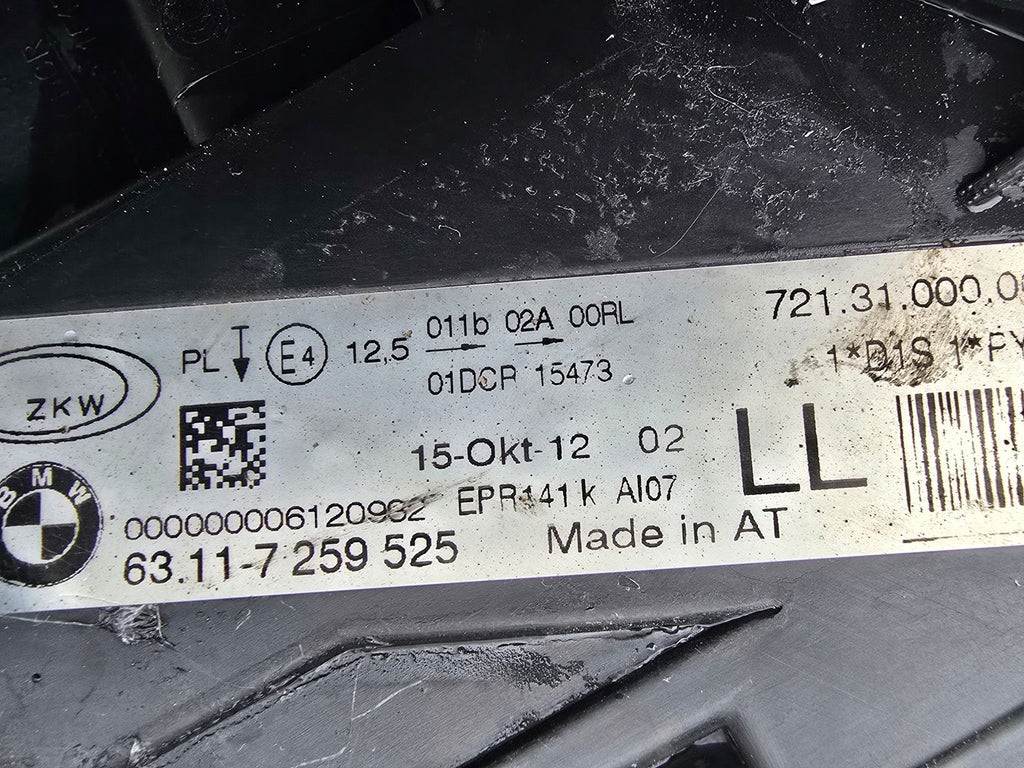 721.31.000.0
1*D1S 1*PY
PL E4 12,5 011b 02A 00RL
01DCR 15473
ZKW
15-Okt-12 02
LL
BMW
EPR141k AI07
63.11-7 259 525
Made in AT